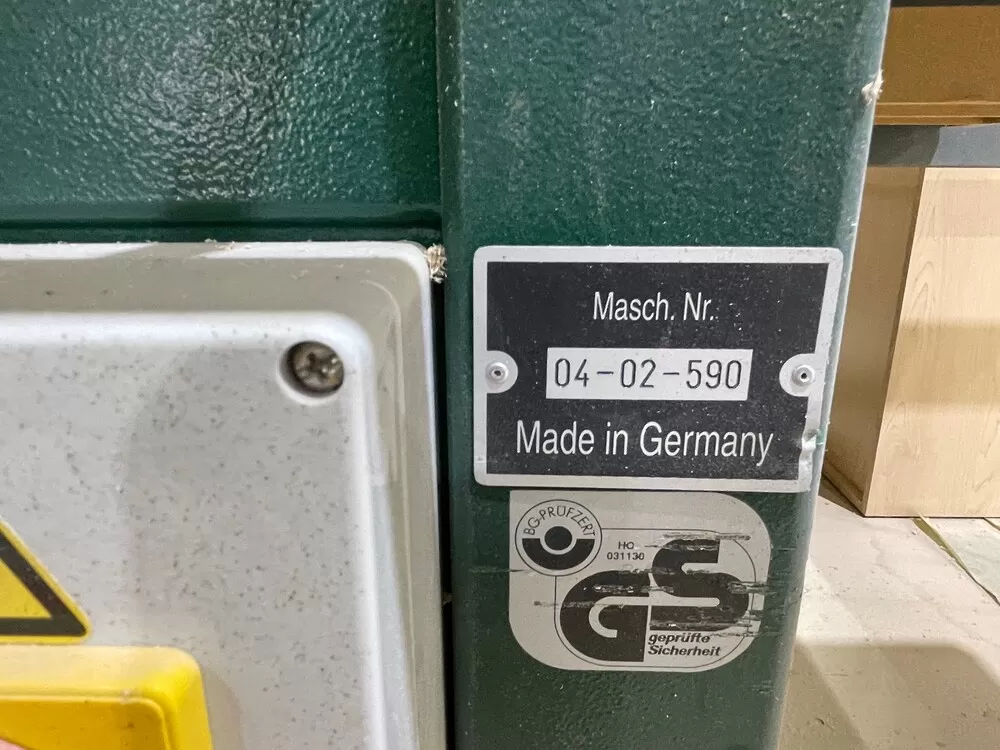 Masch. Nr.
04-02-590
Made in Germany
BG-PRÜFZERT
HO
031130
GS
geprüfte
Sicherheit